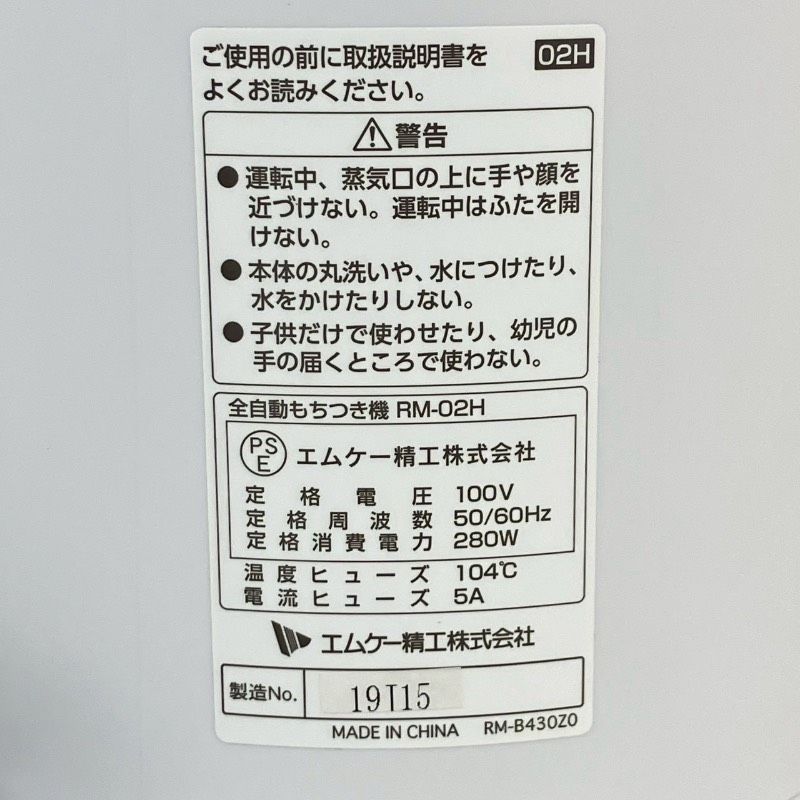 ご使用の前に取扱説明書を 02H
よくお読みください。
警告
●運転中、蒸気口の上に手や顔を
近づけない。運転中はふたを開
けない。
●本体の丸洗いや、水につけたり、
水をかけたりしない。
●子供だけで使わせたり、幼児の
手の届くところで使わない。
全自動もちつき機 RM-02H
PSE エムケー精工株式会社
定格電圧 100V
定格周波数 50/60Hz
定格消費電力 280W
温度ヒューズ 104℃
電流ヒューズ 5A
エムケー精工株式会社
製造No. 19T15
MADE IN CHINA RM-B430Z0